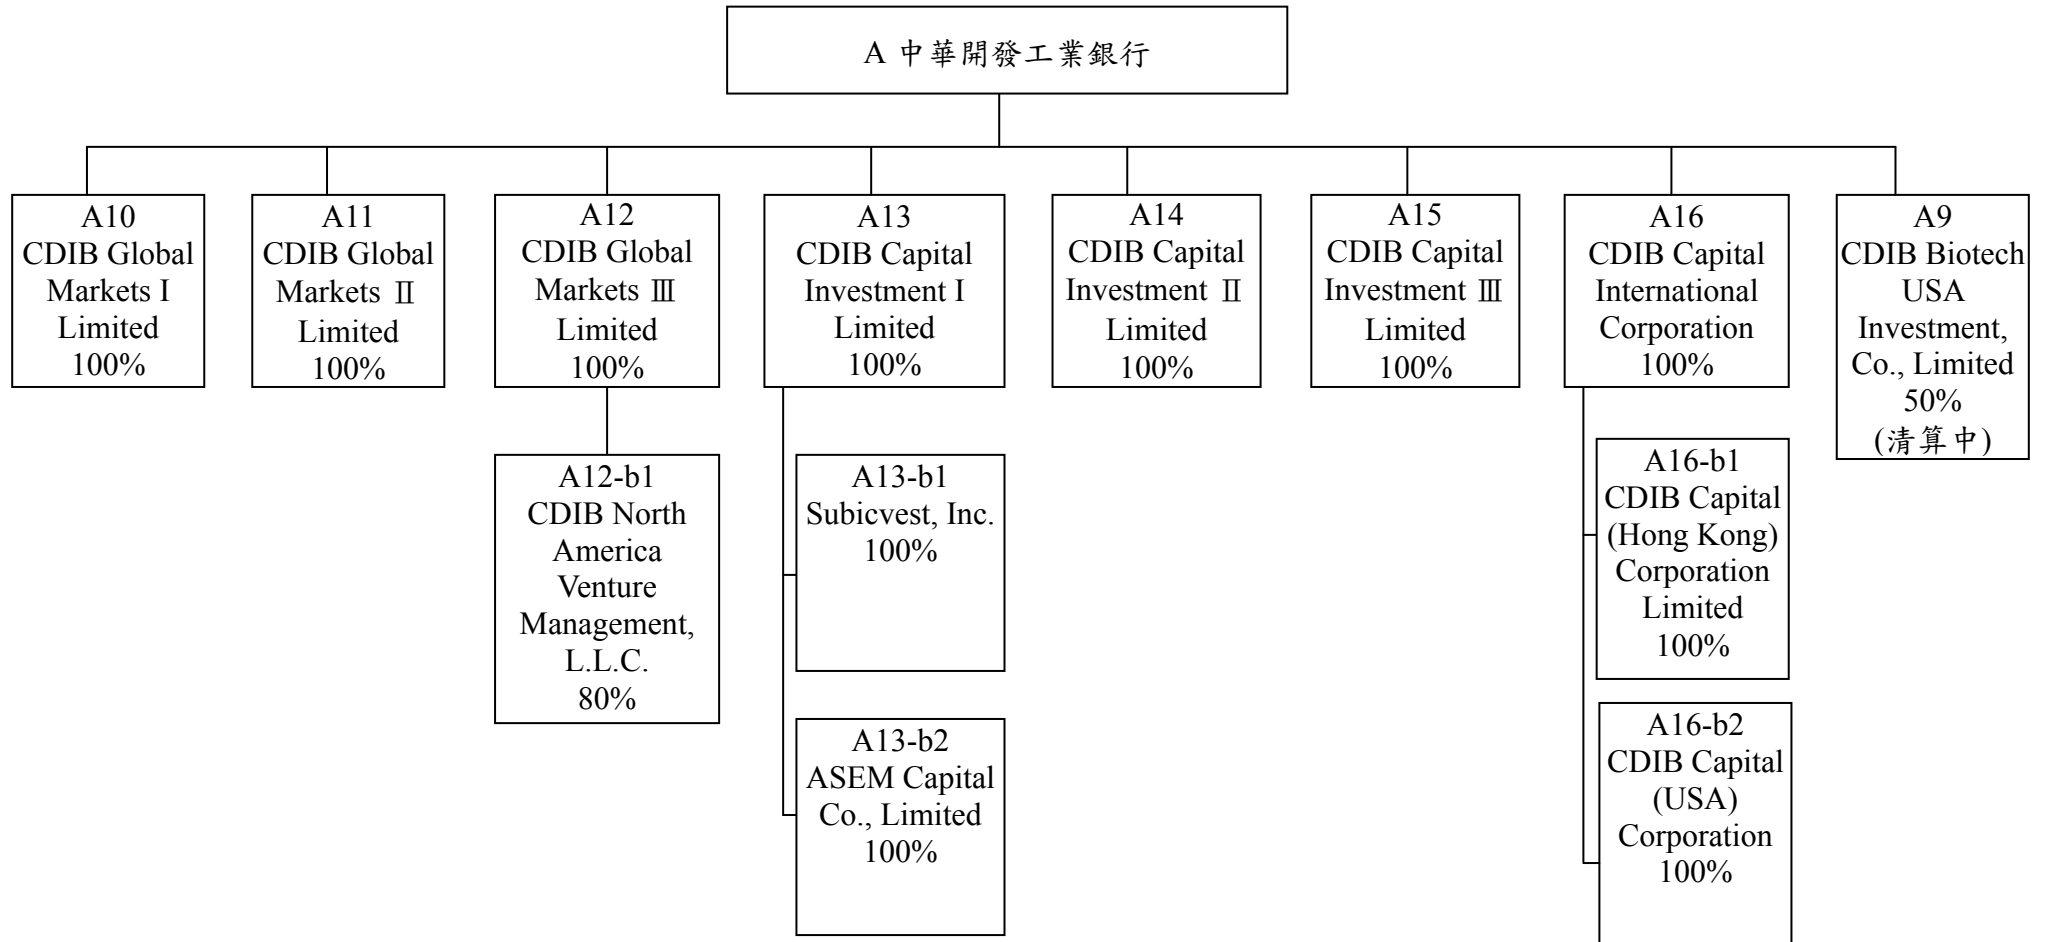 A 中華開發工業銀行
A10
CDIB Global
Markets I
Limited
100%
A11
CDIB Global
Markets Ⅱ
Limited
100%
A12
CDIB Global
Markets Ⅲ
Limited
100%
A13
CDIB Capital
Investment I
Limited
100%
A14
CDIB Capital
Investment Ⅱ
Limited
100%
A15
CDIB Capital
Investment Ⅲ
Limited
100%
A16
CDIB Capital
International
Corporation
100%
A9
CDIB Biotech
USA
Investment,
Co., Limited
50%
(清算中)
A12-b1
CDIB North
America
Venture
Management,
L.L.C.
80%
A13-b1
Subicvest, Inc.
100%
A16-b1
CDIB Capital
(Hong Kong)
Corporation
Limited
100%
A13-b2
ASEM Capital
Co., Limited
100%
A16-b2
CDIB Capital
(USA)
Corporation
100%